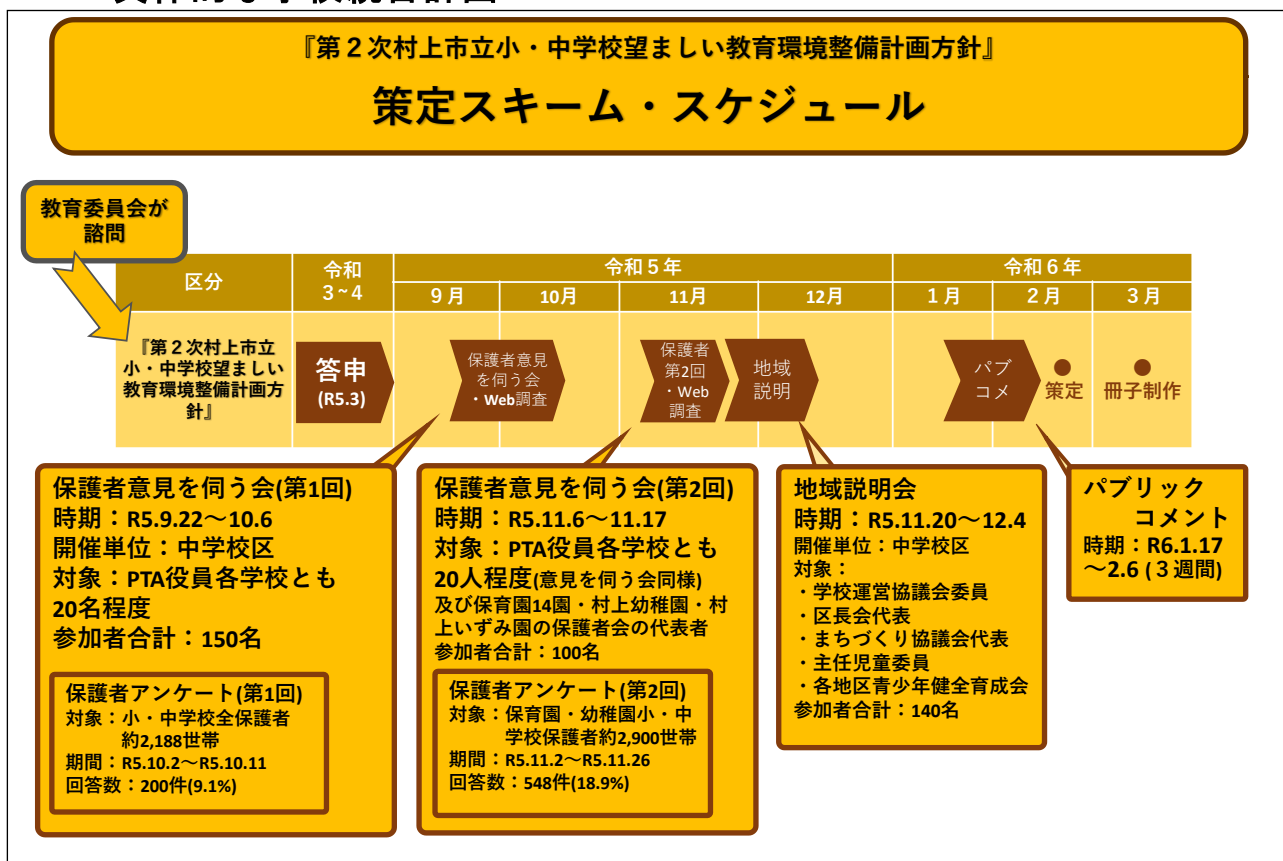 具体的な学校統合計画
『第２次村上市立小・中学校望ましい教育環境整備計画方針』
策定スキーム・スケジュール
教育委員会が
諮問
区分
令和
３~４
令和５年
令和６年
９月
10月
11月
12月
１月
２月
３月
『第２次村上市立
小・中学校望ましい
教育環境整備計画方
針』
答申
(R5.3)
保護者意見
を伺う会
・Web調査
保護者
第2回
・Web
調査
地域
説明
パブ
コメ
●
策定
●
冊子制作
保護者意見を伺う会(第1回)
時期：R5.9.22～10.6
開催単位：中学校区
対象：PTA役員各学校とも
20名程度
参加者合計：150名
保護者アンケート(第1回)
対象：小・中学校全保護者
約2,188世帯
期間：R5.10.2～R5.10.11
回答数：200件(9.1%)
保護者意見を伺う会(第2回)
時期：R5.11.6～11.17
対象：PTA役員各学校とも
20人程度(意見を伺う会同様)
及び保育園14園・村上幼稚園・村
上いずみ園の保護者会の代表者
参加者合計：100名
保護者アンケート(第2回)
対象：保育園・幼稚園小・中
学校保護者約2,900世帯
期間：R5.11.2～R5.11.26
回答数：548件(18.9%)
地域説明会
時期：R5.11.20～12.4
開催単位：中学校区
対象：
・学校運営協議会委員
・区長会代表
・まちづくり協議会代表
・主任児童委員
・各地区青少年健全育成会
参加者合計：140名
パブリック
コメント
時期：R6.1.17
～2.6 (３週間)